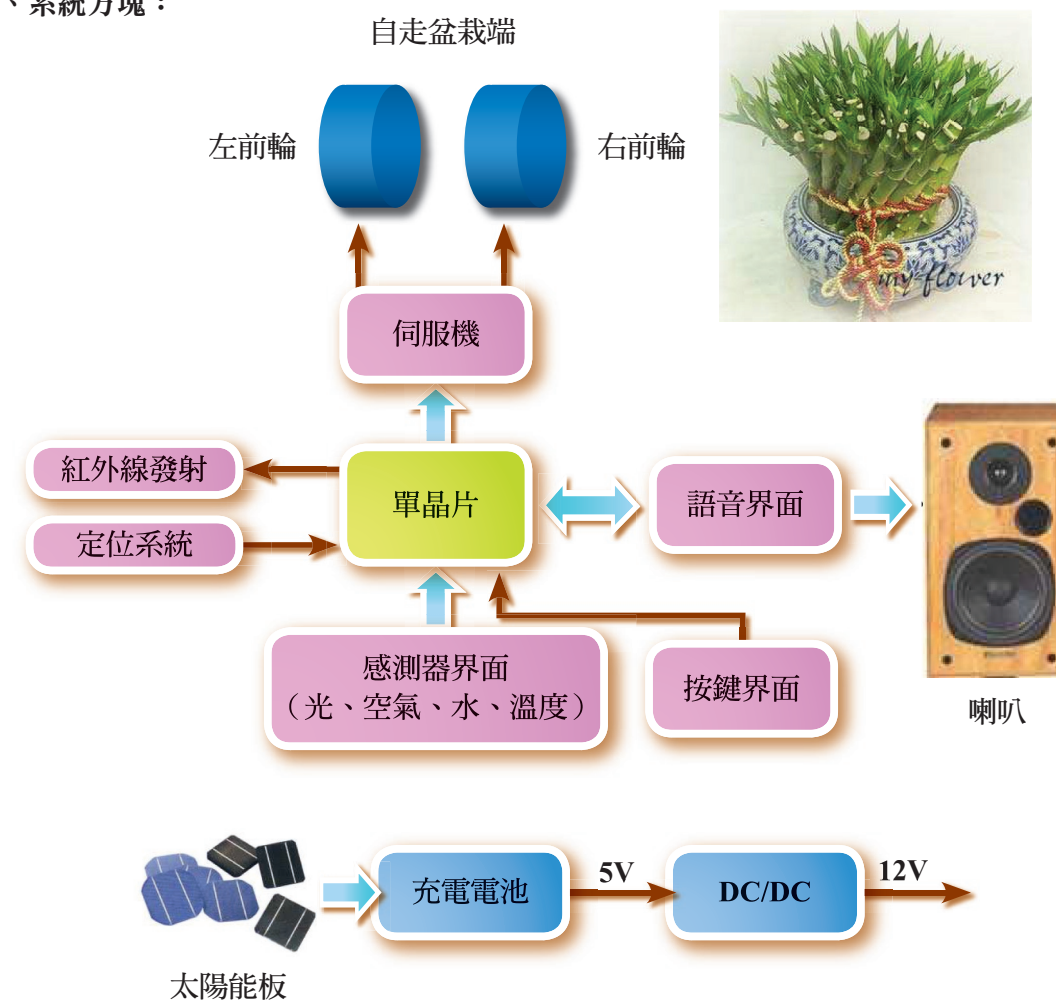 、系統方塊：
自走盆栽端
左前輪
右前輪
my-flower
伺服機
紅外線發射
單晶片
語音界面
定位系統
感測器界面
（光、空氣、水、溫度）
按鍵界面
喇叭
充電電池
5V
DC/DC
12V
太陽能板